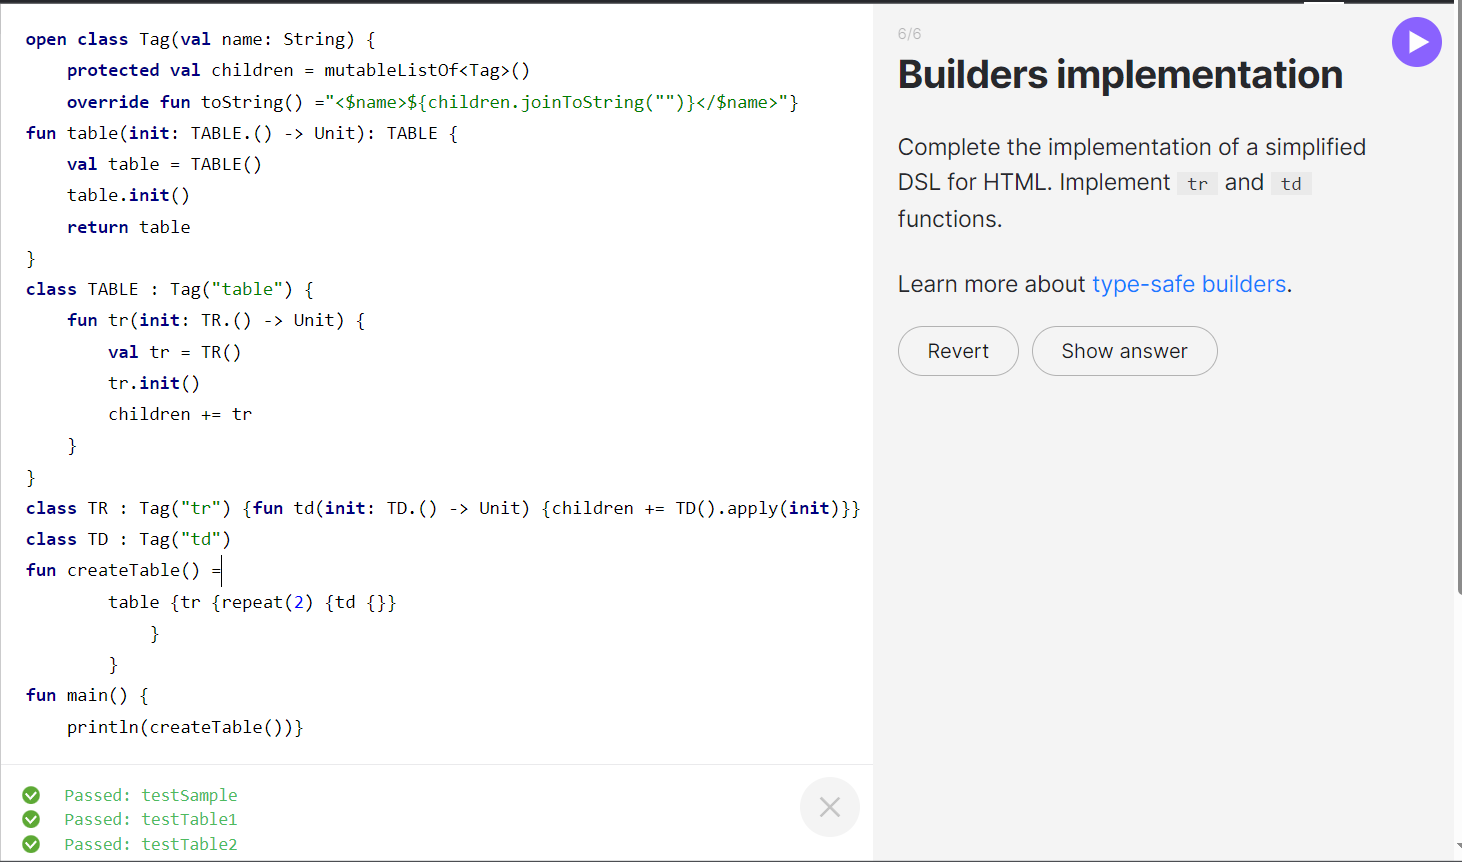 open class Tag(val name: String) {
    protected val children = mutableListOf<Tag>()
    override fun toString() ="<$name>${children.joinToString("")}</$name>"}
fun table(init: TABLE.() -> Unit): TABLE {
    val table = TABLE()
    table.init()
    return table
}
class TABLE : Tag("table") {
    fun tr(init: TR.() -> Unit) {
        val tr = TR()
        tr.init()
        children += tr
    }
}
class TR : Tag("tr") {fun td(init: TD.() -> Unit) {children += TD().apply(init)}}
class TD : Tag("td")
fun createTable() =
        table {tr {repeat(2) {td {}}
            }
        }
fun main() {
    println(createTable())}
Passed: testSample
Passed: testTable1
Passed: testTable2
6/6
Builders implementation
Complete the implementation of a simplified
DSL for HTML. Implement tr and td
functions.
Learn more about type-safe builders.
Revert
Show answer